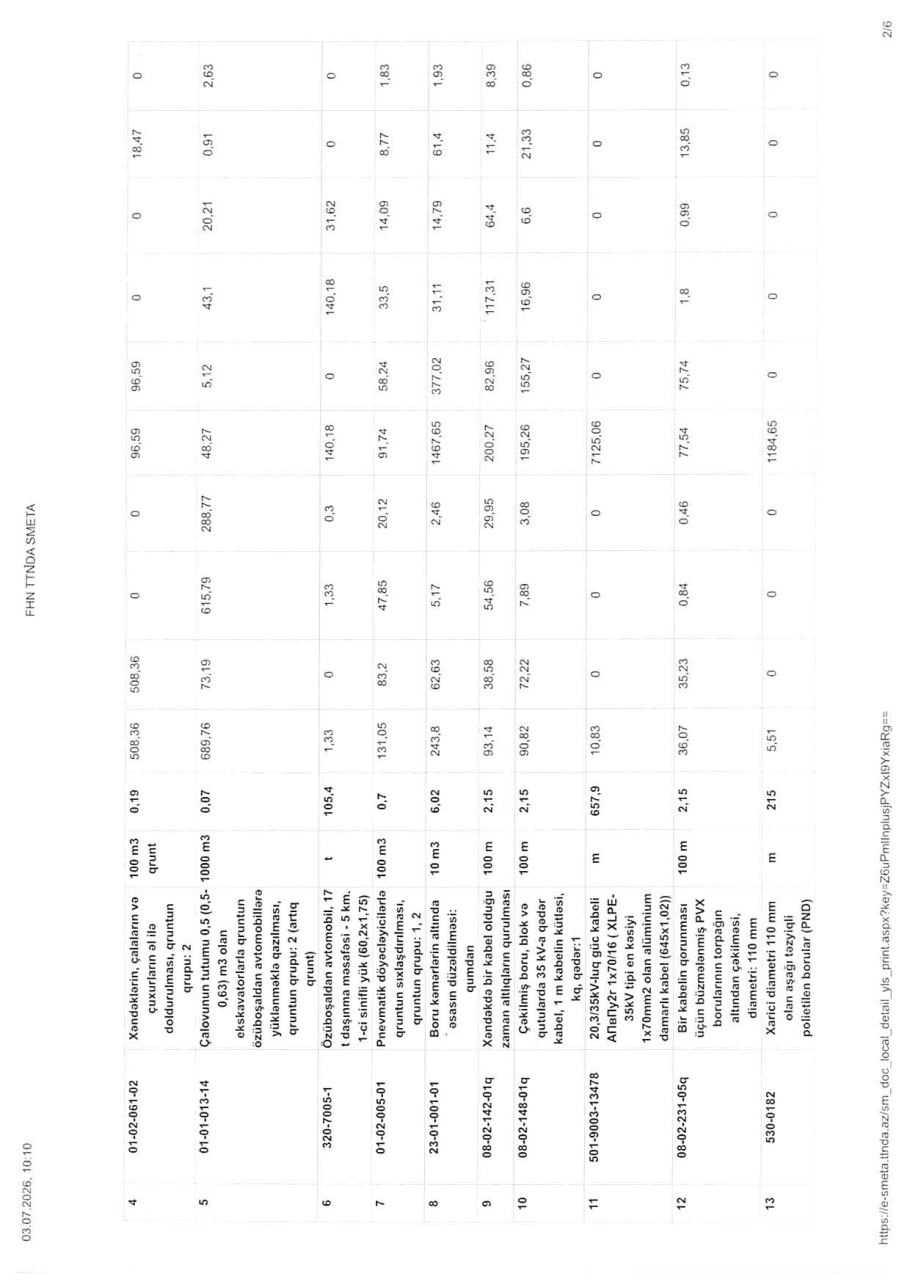 03.07.2026, 10:10 FHN TTNDA SMETA
4 01-02-061-02 Xəndəklərin, çalaların və 100 m3 0,19 508,36 508,36 0 0 96,59 96,59 0 0 18,47 0
çuxurların əl ilə qrunt
doldurulması, qruntun
qrupu: 2
5 01-01-013-14 Çalovunun tutumu 0,5 (0,5- 1000 m3 0,07 689,76 73,19 615,79 288,77 48,27 5,12 43,1 20,21 0,91 2,63
0,63) m3 olan
ekskavatorlarla qruntun
özüboşaldan avtomobillərə
yüklənməklə qazılması,
qruntun qrupu: 2 (artıq
qrunt)
6 320-7005-1 Özüboşaldan avtomobil, 17 t 105,4 1,33 0 1,33 0,3 140,18 0 140,18 31,62 0 0
t daşınma məsafəsi - 5 km.
1-ci sinifli yük (60,2x1,75)
7 01-02-005-01 Pnevmatik döyəcləyicilərlə 100 m3 0,7 131,05 83,2 47,85 20,12 91,74 58,24 33,5 14,09 8,77 1,83
qruntun sıxlaşdırılması,
qruntun qrupu: 1, 2
8 23-01-001-01 Boru kəmərlərin altında 10 m3 6,02 243,8 62,63 5,17 2,46 1467,65 377,02 31,11 14,79 61,4 1,93
əsasın düzəldilməsi:
qumdan
9 08-02-142-01q Xəndəkdə bir kabel olduğu 100 m 2,15 93,14 38,58 54,56 29,95 200,27 82,96 117,31 64,4 11,4 8,39
zaman altlıqların qurulması
10 08-02-148-01q Çəkilmiş boru, blok və 100 m 2,15 90,82 72,22 7,89 3,08 195,26 155,27 16,96 6,6 21,33 0,86
qutularda 35 kV-a qədər
kabel, 1 m kabelin kütləsi,
kq, qədər:1
11 501-9003-13478 20,3/35kV-luq güc kabeli m 657,9 10,83 0 0 0 7125,06 0 0 0 0 0
АПвПу2г 1x70/16 ( XLPE-
35kV tipi en kəsiyi
1x70mm2 olan alüminium
damarlı kabel (645x1,02))
12 08-02-231-05q Bir kabelin qorunması 100 m 2,15 36,07 35,23 0,84 0,46 77,54 75,74 1,8 0,99 13,85 0,13
üçün büzmələnmiş PVX
borularının torpağın
altından çəkilməsi,
diametri: 110 mm
13 530-0182 Xarici diametri 110 mm m 215 5,51 0 0 0 1184,65 0 0 0 0 0
olan aşağı təzyiqli
polietilen borular (PND)
https://e-smeta.ttnda.az/sm_doc_local_detail_yls_print.aspx?key=Z6uPmlInplusjPYZxI9YxiaRg== 2/6